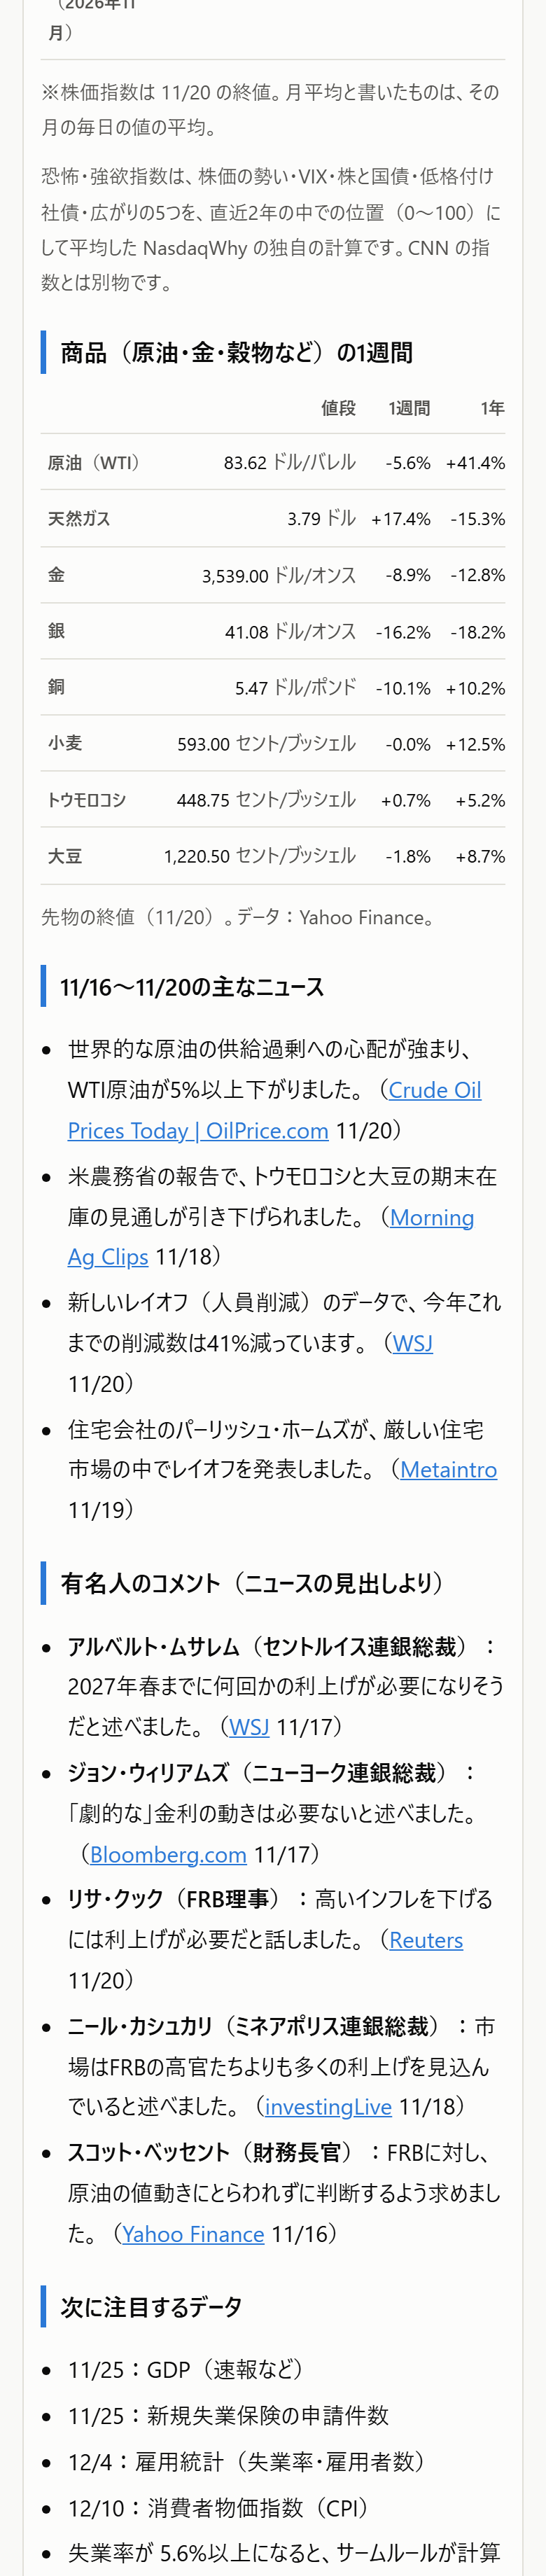 （2026年11
月）
※株価指数は 11/20 の終値。月平均と書いたものは、その
月の毎日の値の平均。
恐怖・強欲指数は、株価の勢い・VIX・株と国債・低格付け
社債・広がりの5つを、直近2年の中での位置（0〜100）に
して平均した NasdaqWhy の独自の計算です。CNN の指
数とは別物です。
商品（原油・金・穀物など）の1週間
値段 1週間 1年
原油（WTI） 83.62 ドル/バレル -5.6% +41.4%
天然ガス 3.79 ドル +17.4% -15.3%
金 3,539.00 ドル/オンス -8.9% -12.8%
銀 41.08 ドル/オンス -16.2% -18.2%
銅 5.47 ドル/ポンド -10.1% +10.2%
小麦 593.00 セント/ブッシェル -0.0% +12.5%
トウモロコシ 448.75 セント/ブッシェル +0.7% +5.2%
大豆 1,220.50 セント/ブッシェル -1.8% +8.7%
先物の終値（11/20）。データ：Yahoo Finance。
11/16〜11/20の主なニュース
• 世界的な原油の供給過剰への心配が強まり、
WTI原油が5%以上下がりました。（Crude Oil
Prices Today | OilPrice.com 11/20）
• 米農務省の報告で、トウモロコシと大豆の期末在
庫の見通しが引き下げられました。（Morning
Ag Clips 11/18）
• 新しいレイオフ（人員削減）のデータで、今年これ
までの削減数は41%減っています。（WSJ
11/20）
• 住宅会社のパーリッシュ・ホームズが、厳しい住宅
市場の中でレイオフを発表しました。（Metaintro
11/19）
有名人のコメント（ニュースの見出しより）
• アルベルト・ムサレム（セントルイス連銀総裁）：
2027年春までに何回かの利上げが必要になりそう
だと述べました。（WSJ 11/17）
• ジョン・ウィリアムズ（ニューヨーク連銀総裁）：
「劇的な」金利の動きは必要ないと述べました。
（Bloomberg.com 11/17）
• リサ・クック（FRB理事）：高いインフレを下げる
には利上げが必要だと話しました。（Reuters
11/20）
• ニール・カシュカリ（ミネアポリス連銀総裁）：市
場はFRBの高官たちよりも多くの利上げを見込ん
でいると述べました。（investingLive 11/18）
• スコット・ベッセント（財務長官）：FRBに対し、
原油の値動きにとらわれずに判断するよう求めまし
た。（Yahoo Finance 11/16）
次に注目するデータ
• 11/25：GDP（速報など）
• 11/25：新規失業保険の申請件数
• 12/4：雇用統計（失業率・雇用者数）
• 12/10：消費者物価指数（CPI）
• 失業率が 5.6%以上になると、サームルールが計算